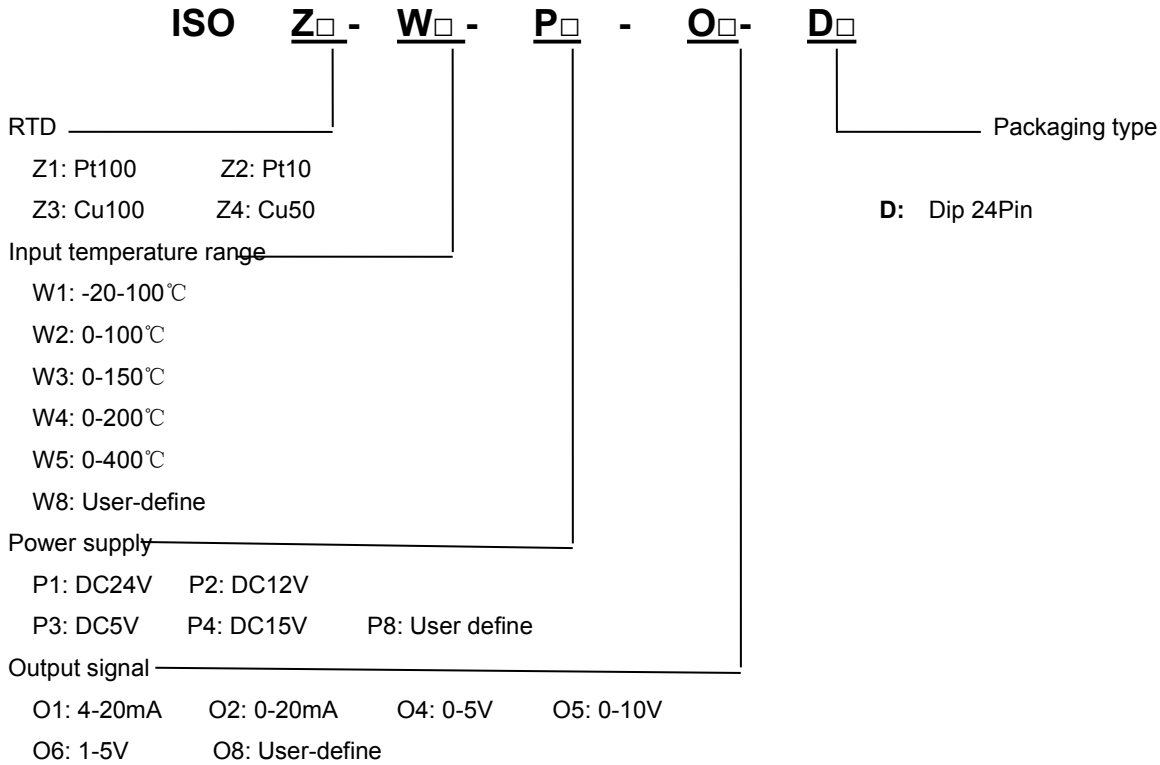 ISO Z□ - W□ - P□ - O□- D□
RTD Packaging type
Z1: Pt100 Z2: Pt10
Z3: Cu100 Z4: Cu50 D: Dip 24Pin
Input temperature range
W1: -20-100℃
W2: 0-100℃
W3: 0-150℃
W4: 0-200℃
W5: 0-400℃
W8: User-define
Power supply
P1: DC24V P2: DC12V
P3: DC5V P4: DC15V P8: User define
Output signal
O1: 4-20mA O2: 0-20mA O4: 0-5V O5: 0-10V
O6: 1-5V O8: User-define